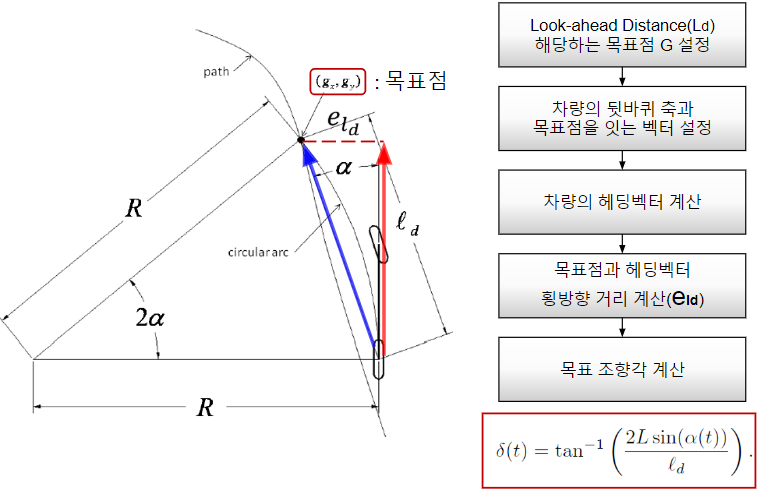 path
(gₓ,gᵧ) : 목표점
e_{l_d}
α
R
ℓ_d
circular arc
2α
R
Look-ahead Distance(Ld)
해당하는 목표점 G 설정
차량의 뒷바퀴 축과
목표점을 잇는 벡터 설정
차량의 헤딩벡터 계산
목표점과 헤딩벡터
횡방향 거리 계산(eld)
목표 조향각 계산
δ(t) = tan⁻¹ ( 2L sin(α(t)) / ℓ_d ) .